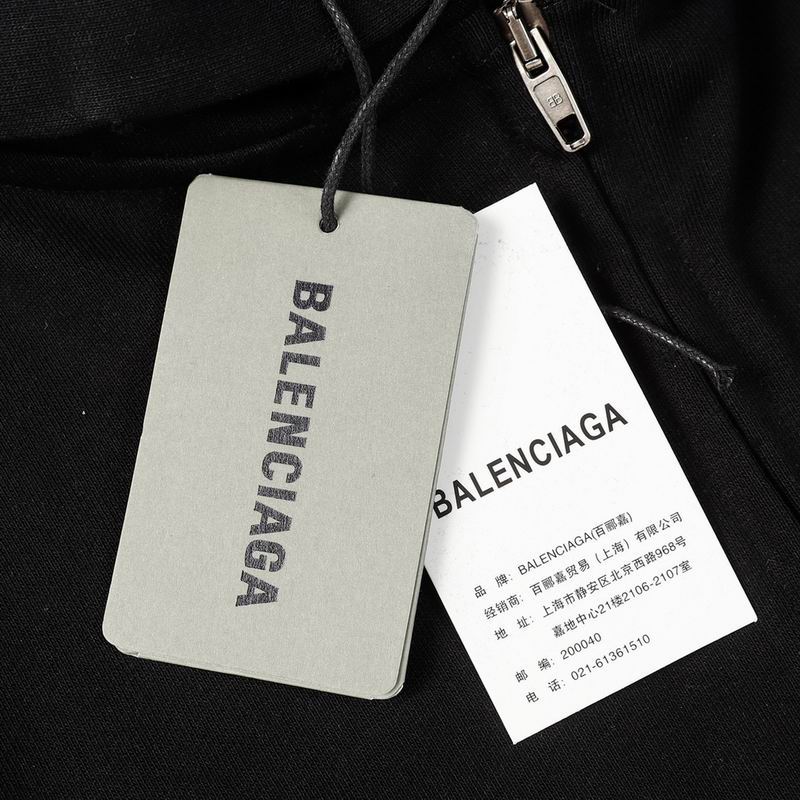 BALENCIAGA
BALENCIAGA
品 牌: BALENCIAGA(百郦嘉)
经销商: 百郦嘉贸易（上海）有限公司
地 址: 上海市静安区北京西路968号
嘉地中心21楼2106-2107室
邮 编: 200040
电 话: 021-61361510